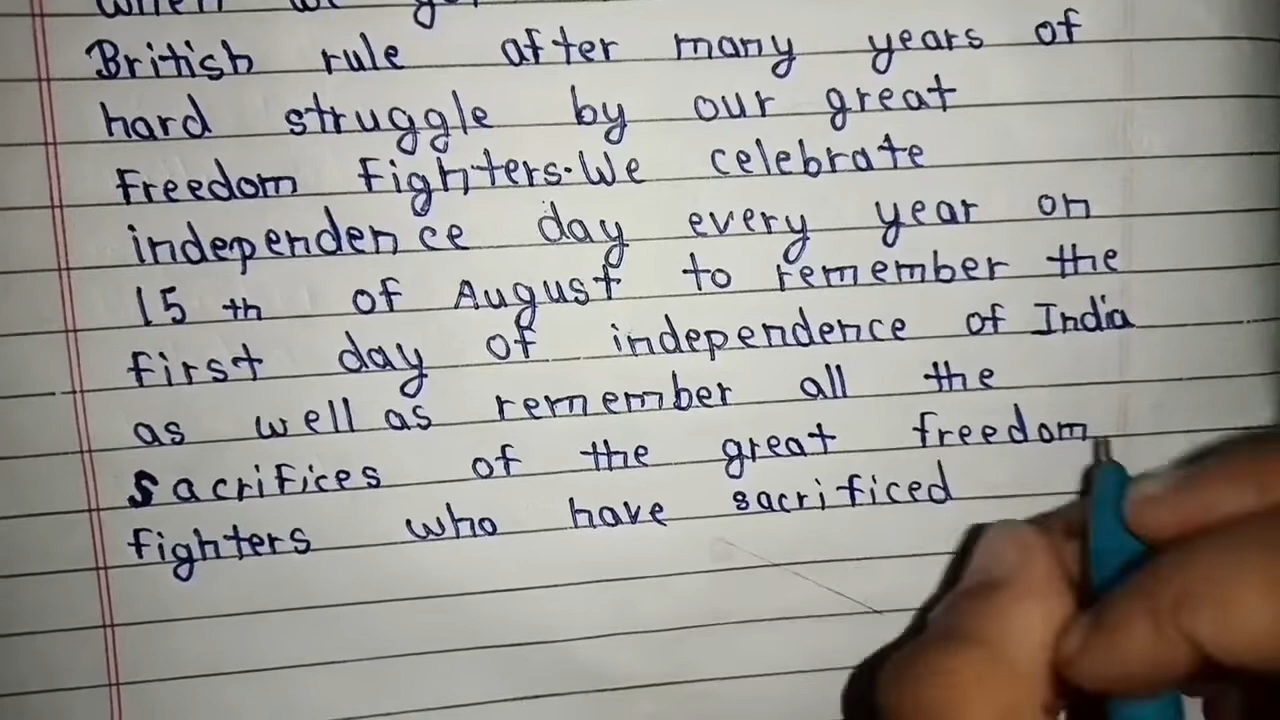 British rule after many years of
hard struggle by our great
Freedom Fighters. We celebrate
independence day every year on
15 th of August to remember the
first day of independence of India
as well as remember all the
sacrifices of the great freedom
fighters who have sacrificed